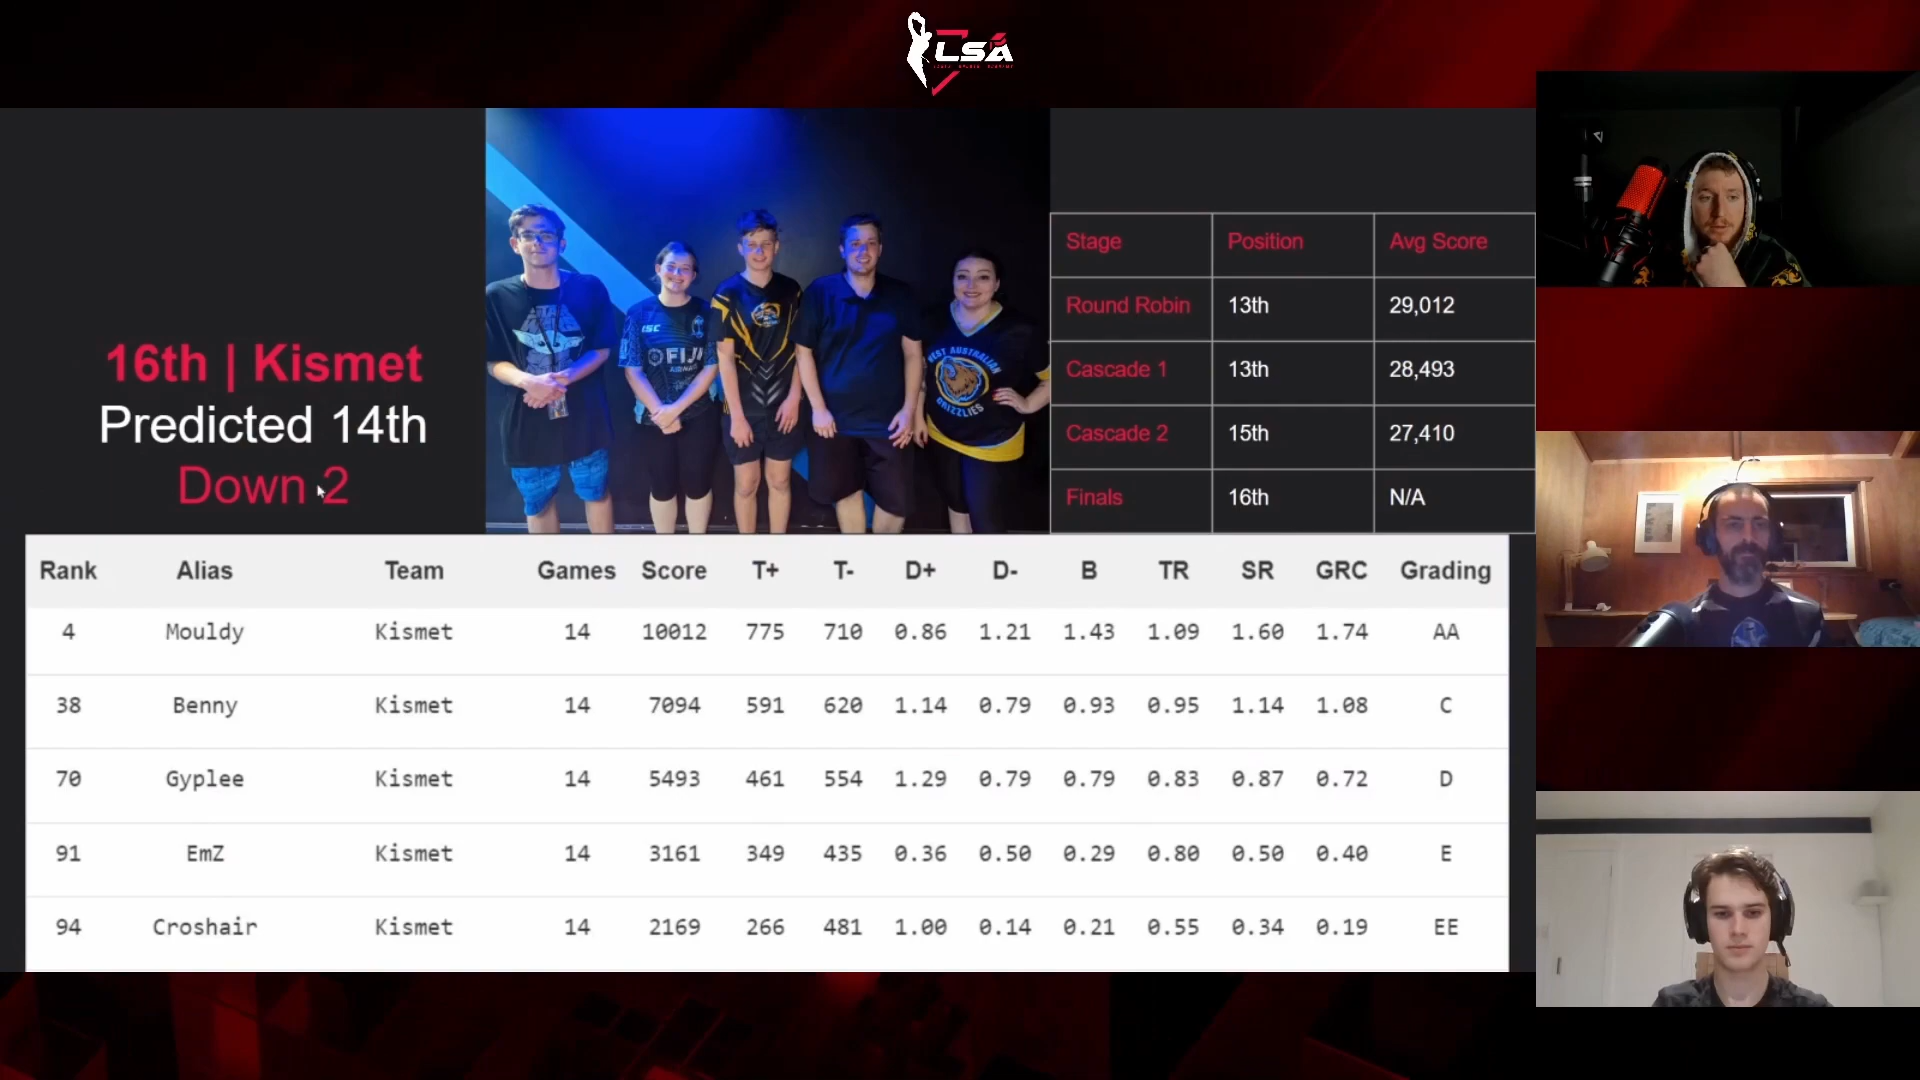 LSA
16th | Kismet
Predicted 14th
Down 2
ISC
FIJI
AIRWAYS
WEST AUSTRALIAN
GRIZZLIES
Stage Position Avg Score
Round Robin 13th 29,012
Cascade 1 13th 28,493
Cascade 2 15th 27,410
Finals 16th N/A
Rank Alias Team Games Score T+ T- D+ D- B TR SR GRC Grading
4 Mouldy Kismet 14 10012 775 710 0.86 1.21 1.43 1.09 1.60 1.74 AA
38 Benny Kismet 14 7094 591 620 1.14 0.79 0.93 0.95 1.14 1.08 C
70 Gyplee Kismet 14 5493 461 554 1.29 0.79 0.79 0.83 0.87 0.72 D
91 EmZ Kismet 14 3161 349 435 0.36 0.50 0.29 0.80 0.50 0.40 E
94 Croshair Kismet 14 2169 266 481 1.00 0.14 0.21 0.55 0.34 0.19 EE